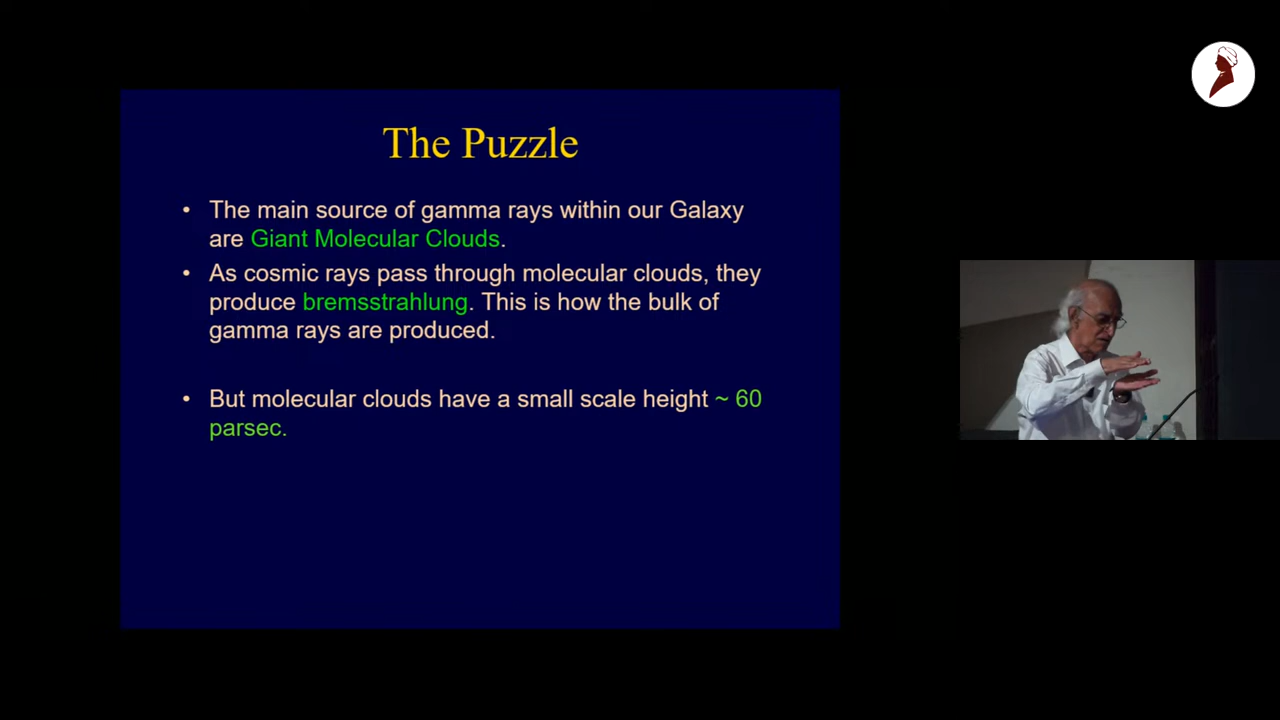 The Puzzle
• The main source of gamma rays within our Galaxy
are Giant Molecular Clouds.
• As cosmic rays pass through molecular clouds, they
produce bremsstrahlung. This is how the bulk of
gamma rays are produced.
• But molecular clouds have a small scale height ~ 60
parsec.